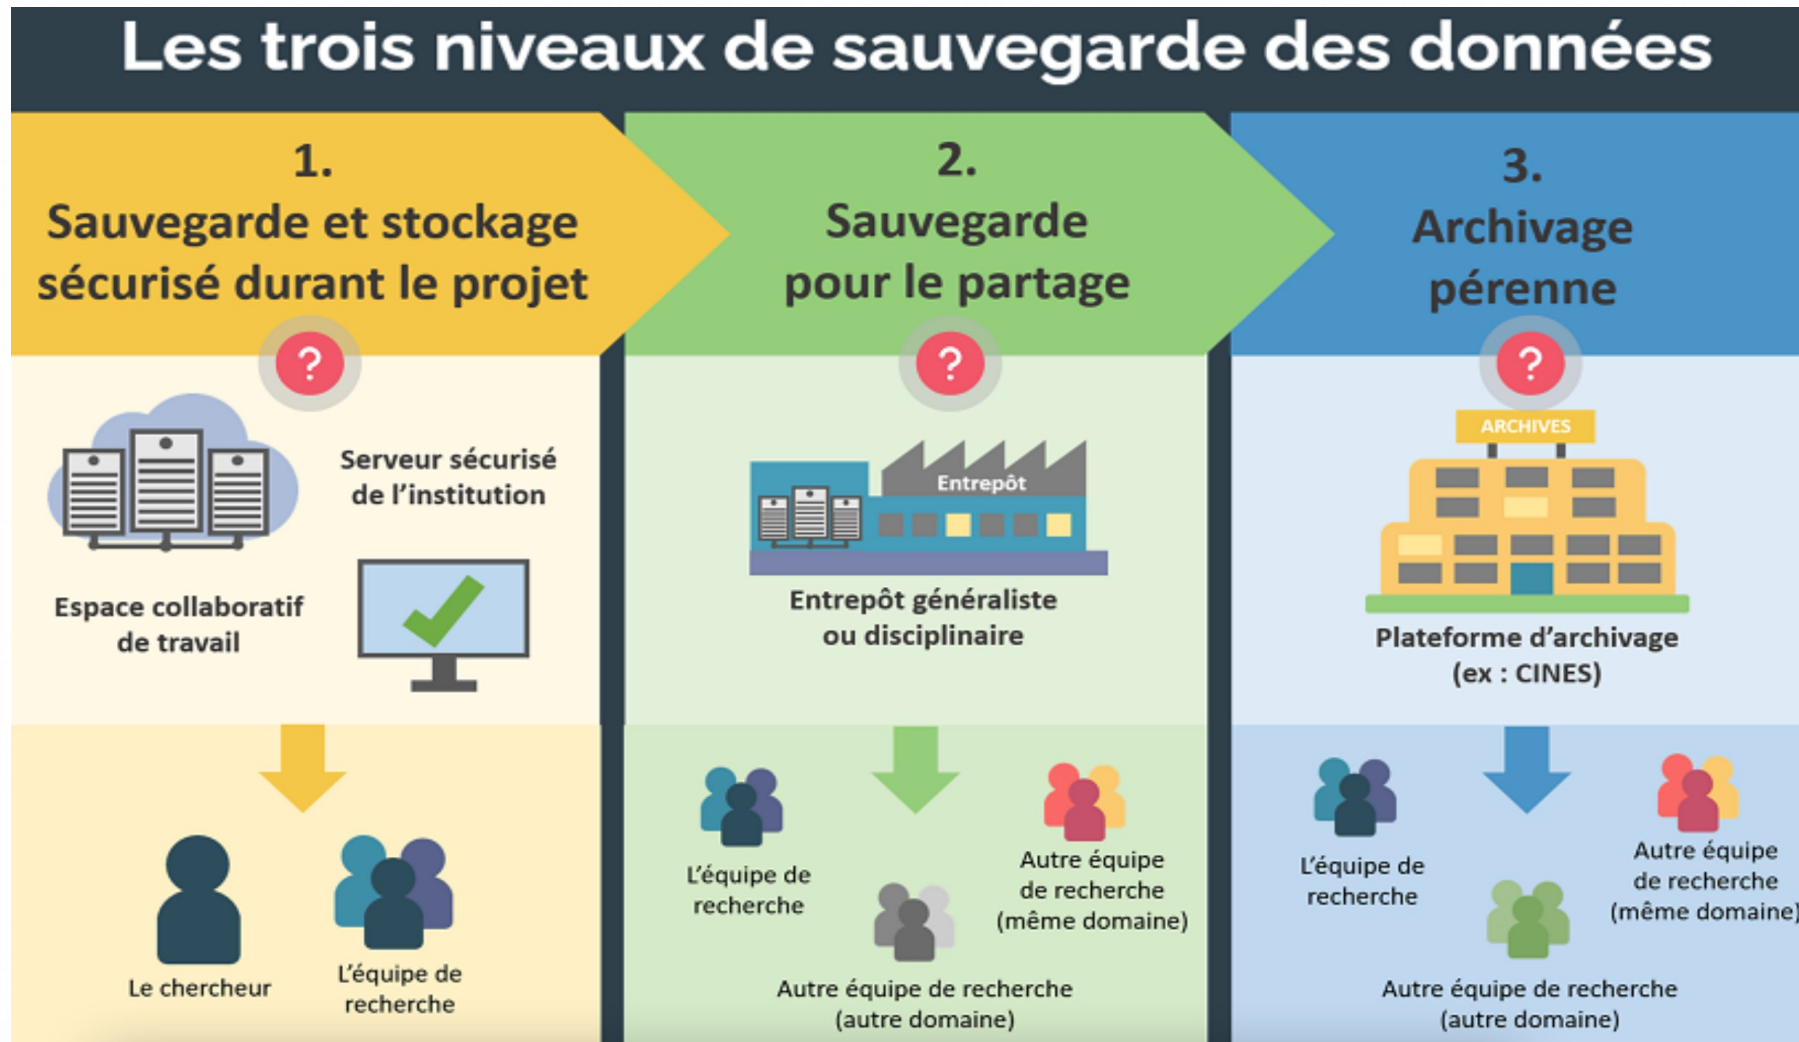 Les trois niveaux de sauvegarde des données
1.
Sauvegarde et stockage
sécurisé durant le projet
?
Serveur sécurisé
de l'institution
Espace collaboratif
de travail
Le chercheur
L'équipe de
recherche
2.
Sauvegarde
pour le partage
?
Entrepôt
Entrepôt généraliste
ou disciplinaire
L'équipe de
recherche
Autre équipe
de recherche
(même domaine)
Autre équipe de recherche
(autre domaine)
3.
Archivage
pérenne
?
ARCHIVES
Plateforme d'archivage
(ex : CINES)
L'équipe de
recherche
Autre équipe
de recherche
(même domaine)
Autre équipe de recherche
(autre domaine)